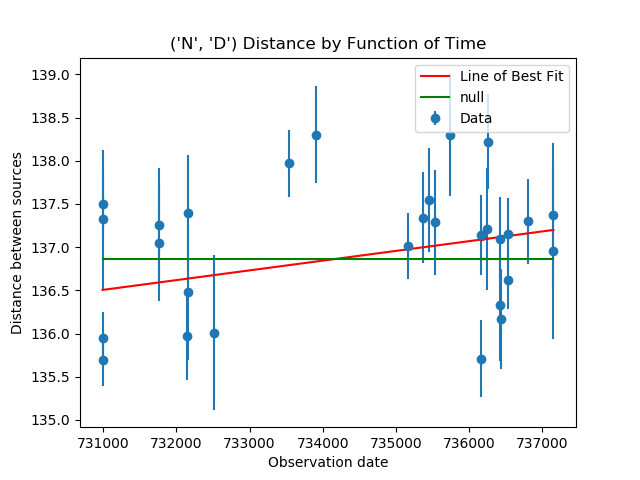 ('N', 'D') Distance by Function of Time
Line of Best Fit
null
Data
139.0
138.5
138.0
137.5
137.0
136.5
136.0
135.5
135.0
Distance between sources
731000 732000 733000 734000 735000 736000 737000
Observation date